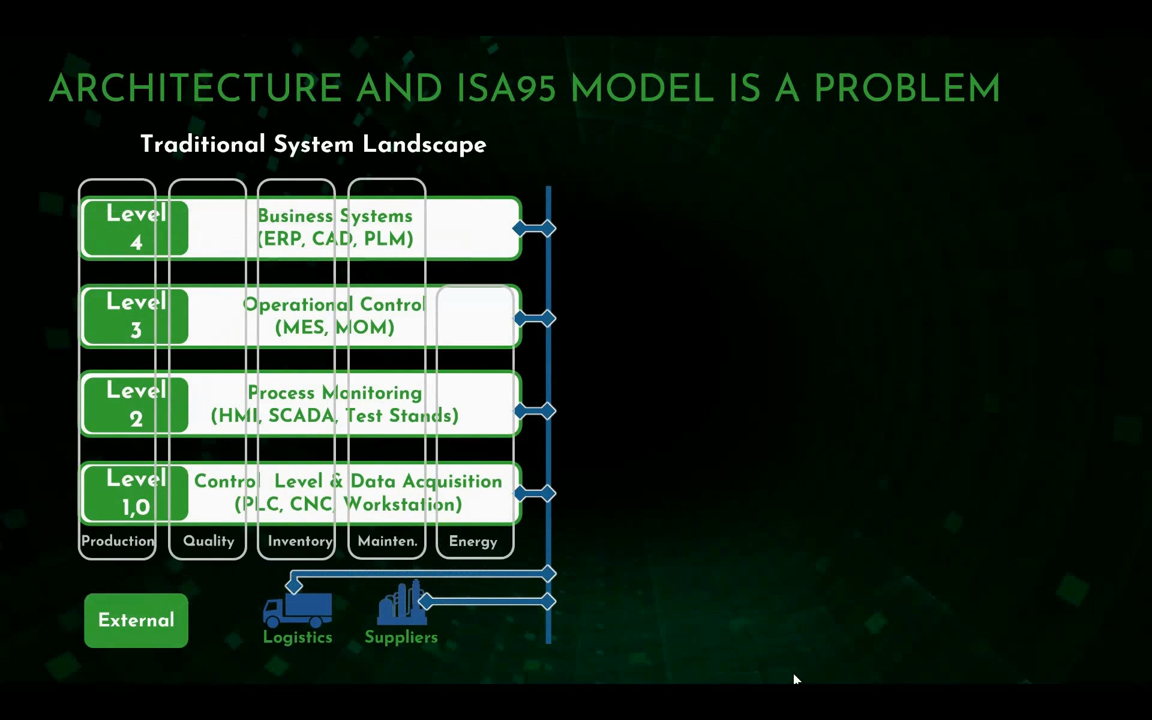 ARCHITECTURE AND ISA95 MODEL IS A PROBLEM
Traditional System Landscape
Level
4
Business Systems
(ERP, CAD, PLM)
Level
3
Operational Control
(MES, MOM)
Level
2
Process Monitoring
(HMI, SCADA, Test Stands)
Level
1,0
Control Level & Data Acquisition
(PLC, CNC, Workstation)
Production
Quality
Inventory
Mainten.
Energy
External
Logistics
Suppliers